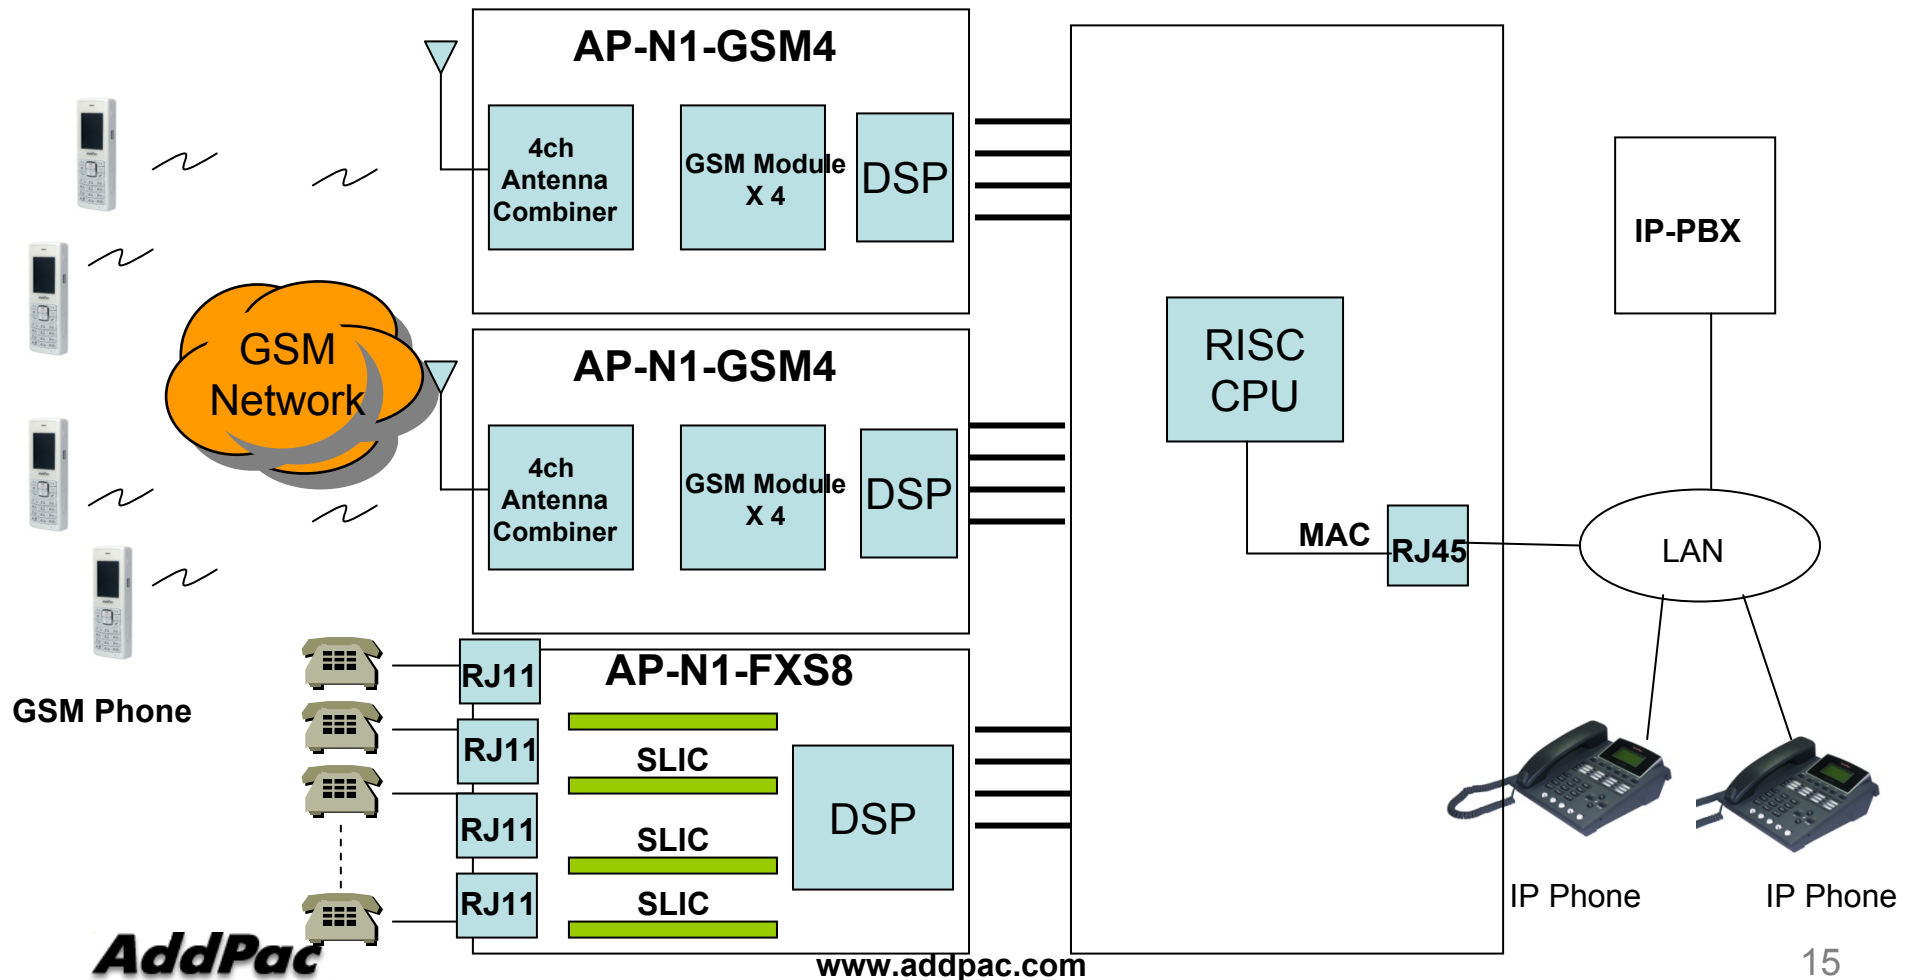 AP-N1-GSM4
4ch
Antenna
Combiner
GSM Module
X 4
DSP
IP-PBX
GSM
Network
AP-N1-GSM4
4ch
Antenna
Combiner
GSM Module
X 4
DSP
RISC
CPU
MAC
RJ45
LAN
GSM Phone
AP-N1-FXS8
RJ11
RJ11
RJ11
RJ11
SLIC
SLIC
SLIC
DSP
IP Phone
IP Phone
AddPac
www.addpac.com
15